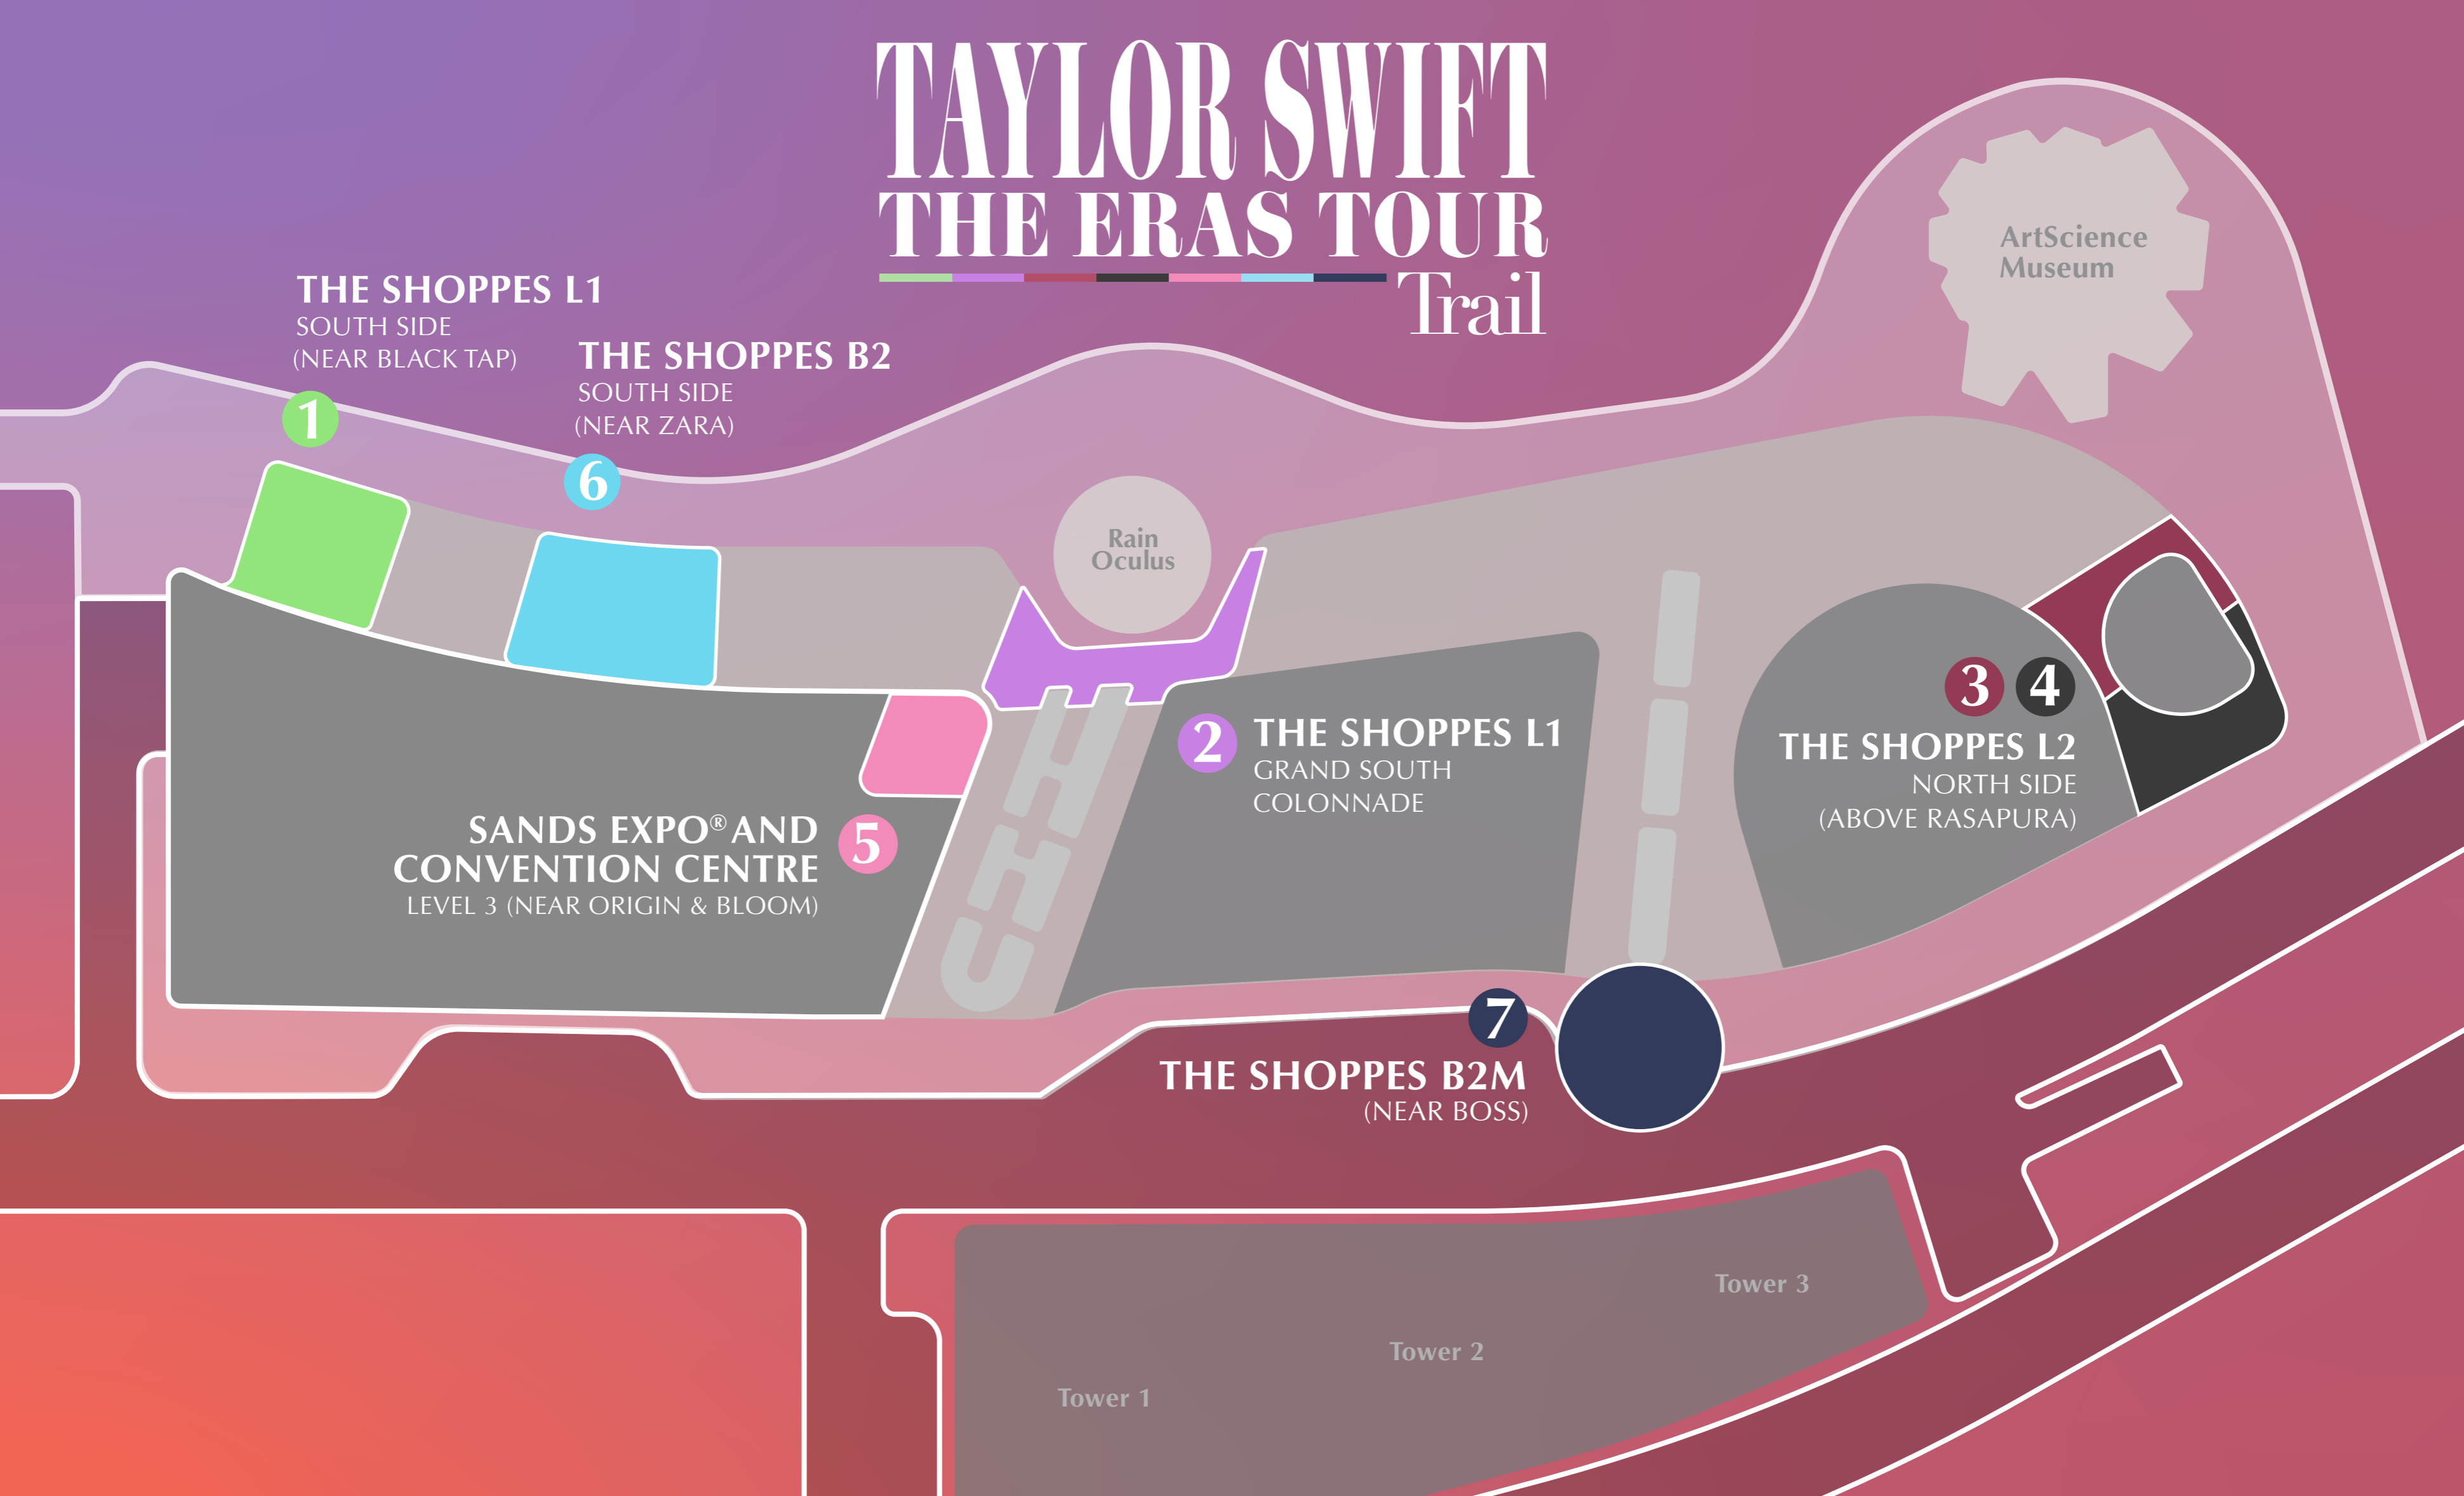 TAYLOR SWIFT
THE ERAS TOUR
Trail
ArtScience
Museum
THE SHOPPES L1
SOUTH SIDE
(NEAR BLACK TAP)
1
THE SHOPPES B2
SOUTH SIDE
(NEAR ZARA)
6
Rain
Oculus
2
THE SHOPPES L1
GRAND SOUTH
COLONNADE
3 4
THE SHOPPES L2
NORTH SIDE
(ABOVE RASAPURA)
SANDS EXPO® AND
CONVENTION CENTRE
LEVEL 3 (NEAR ORIGIN & BLOOM)
5
7
THE SHOPPES B2M
(NEAR BOSS)
Tower 3
Tower 2
Tower 1